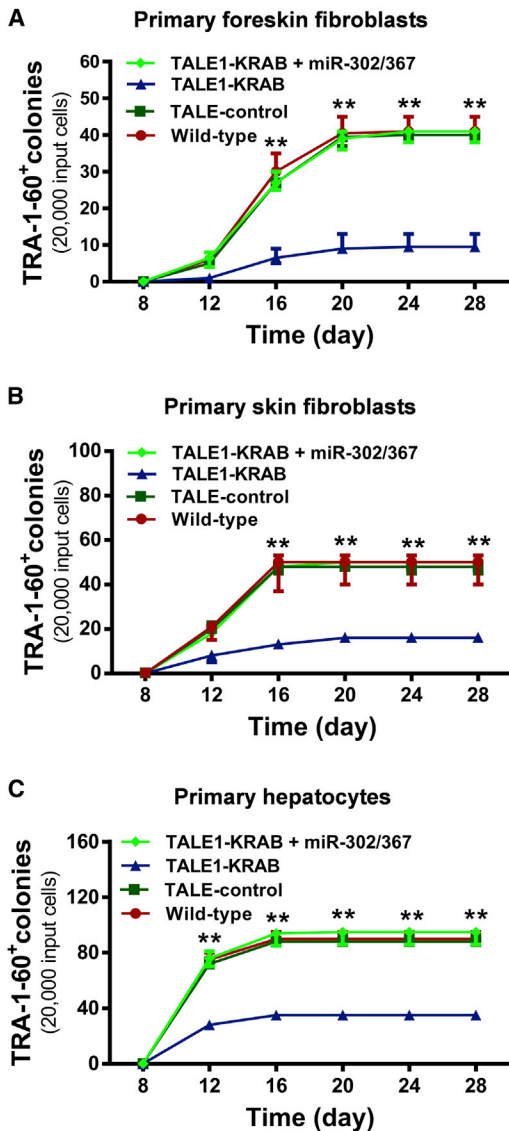 A
Primary foreskin fibroblasts
TRA-1-60⁺colonies
(20,000 input cells)
60
50
40
30
20
10
0
TALE1-KRAB + miR-302/367
TALE1-KRAB
TALE-control
Wild-type
** ** ** **
8 12 16 20 24 28
Time (day)
B
Primary skin fibroblasts
TRA-1-60⁺colonies
(20,000 input cells)
100
80
60
40
20
0
TALE1-KRAB + miR-302/367
TALE1-KRAB
TALE-control
Wild-type
** ** ** **
8 12 16 20 24 28
Time (day)
C
Primary hepatocytes
TRA-1-60⁺colonies
(20,000 input cells)
160
120
80
40
0
TALE1-KRAB + miR-302/367
TALE1-KRAB
TALE-control
Wild-type
** ** ** ** **
8 12 16 20 24 28
Time (day)